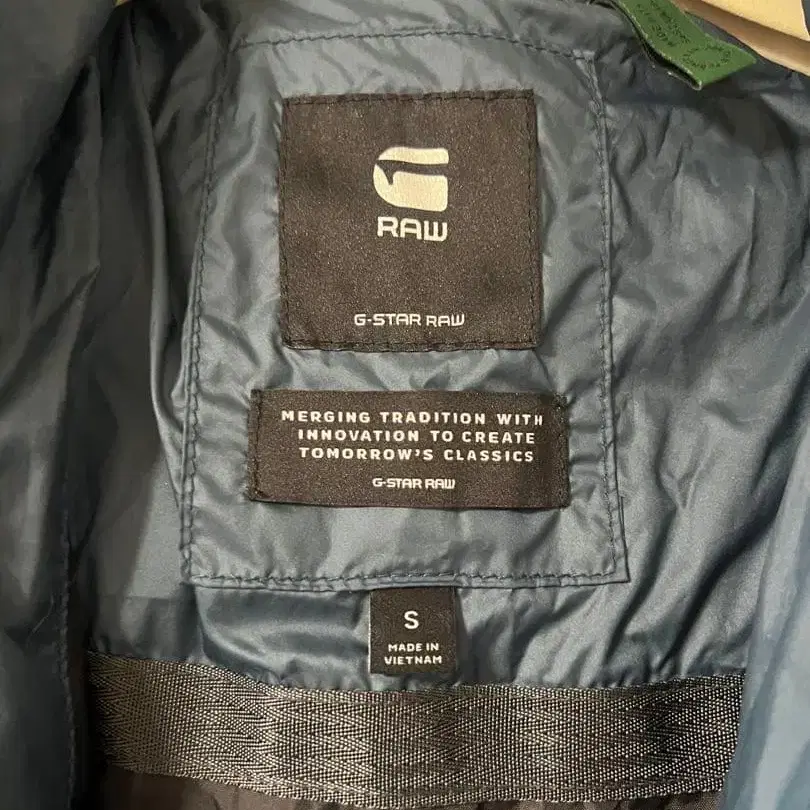 RAW
G-STAR RAW
MERGING TRADITION WITH
INNOVATION TO CREATE
TOMORROW'S CLASSICS
G-STAR RAW
S
MADE IN
VIETNAM